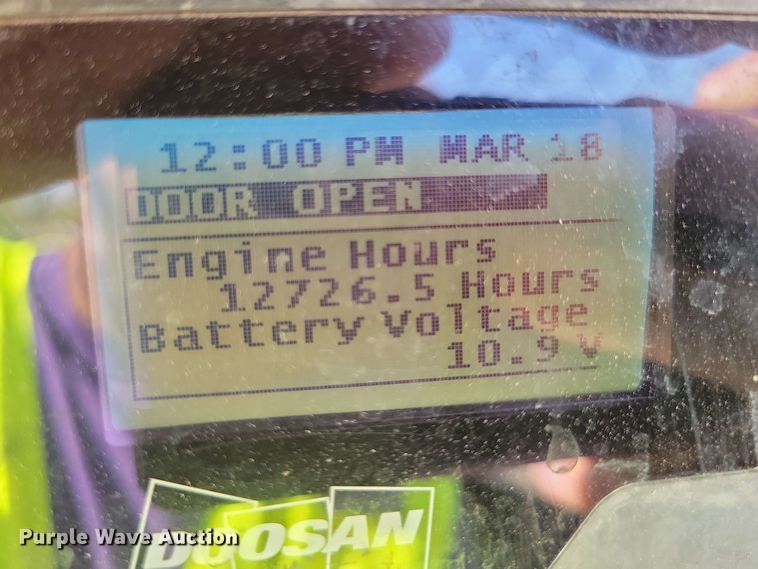 12:00 PM MAR 18
DOOR OPEN
Engine Hours
12726.5 Hours
Battery Voltage
10.9 V
DOOSAN
Purple Wave Auction